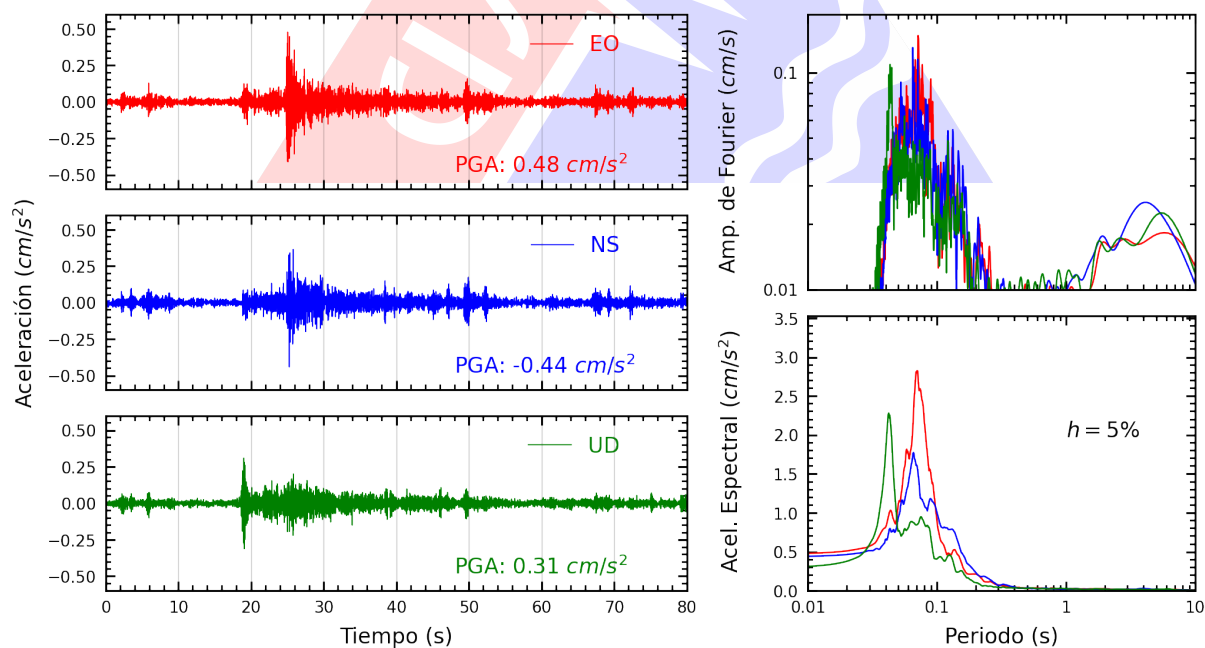 Aceleración (cm/s²)
0.50
0.25
0.00
−0.25
−0.50
EO
PGA: 0.48 cm/s²
0.50
0.25
0.00
−0.25
−0.50
NS
PGA: -0.44 cm/s²
0.50
0.25
0.00
−0.25
−0.50
UD
PGA: 0.31 cm/s²
0 10 20 30 40 50 60 70 80
Tiempo (s)
Amp. de Fourier (cm/s)
0.1
0.01
Acel. Espectral (cm/s²)
3.5
3.0
2.5
2.0
1.5
1.0
0.5
0.0
h = 5%
0.01 0.1 1 10
Periodo (s)